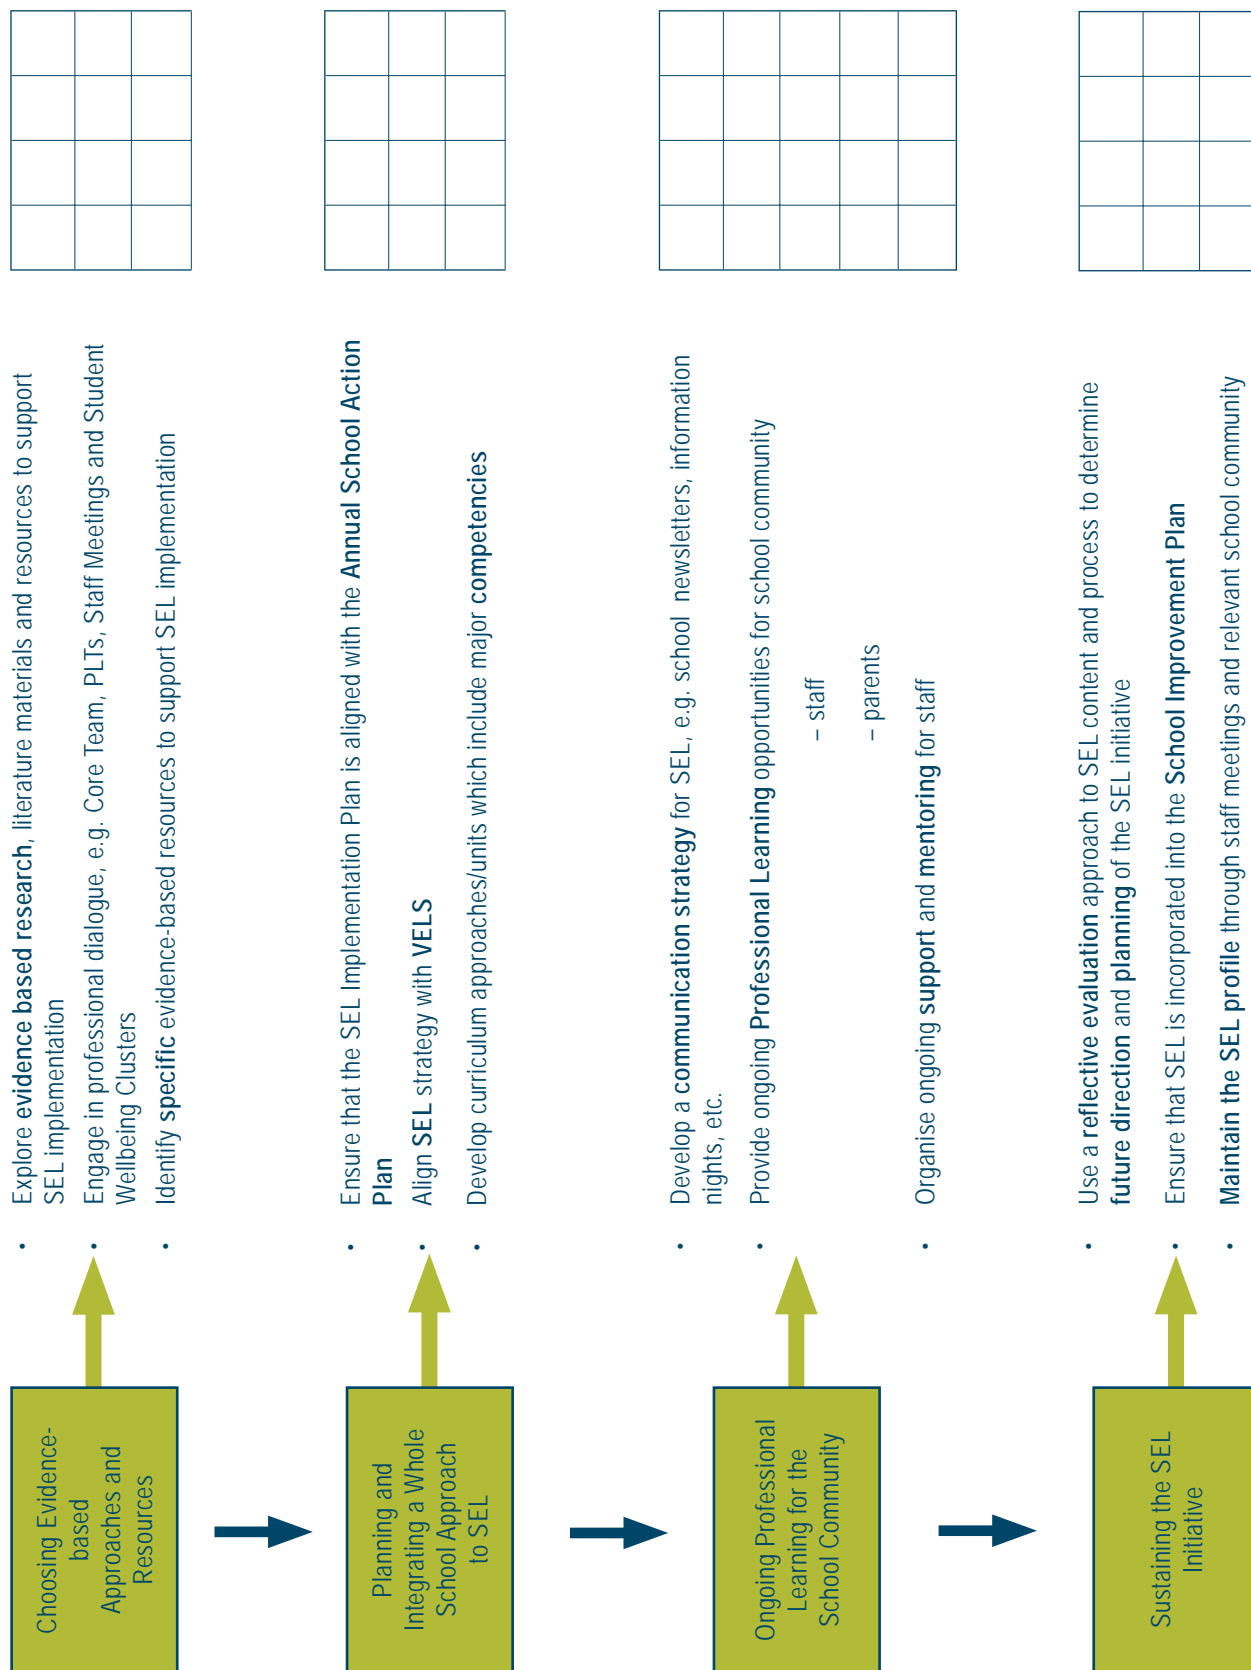 Choosing Evidence-
based
Approaches and
Resources
• Explore evidence based research, literature materials and resources to support
SEL implementation
• Engage in professional dialogue, e.g. Core Team, PLTs, Staff Meetings and Student
Wellbeing Clusters
• Identify specific evidence-based resources to support SEL implementation
Planning and
Integrating a Whole
School Approach
to SEL
• Ensure that the SEL Implementation Plan is aligned with the Annual School Action
Plan
• Align SEL strategy with VELS
• Develop curriculum approaches/units which include major competencies
Ongoing Professional
Learning for the
School Community
• Develop a communication strategy for SEL, e.g. school newsletters, information
nights, etc.
• Provide ongoing Professional Learning opportunities for school community
– staff
– parents
• Organise ongoing support and mentoring for staff
Sustaining the SEL
Initiative
• Use a reflective evaluation approach to SEL content and process to determine
future direction and planning of the SEL initiative
• Ensure that SEL is incorporated into the School Improvement Plan
• Maintain the SEL profile through staff meetings and relevant school community